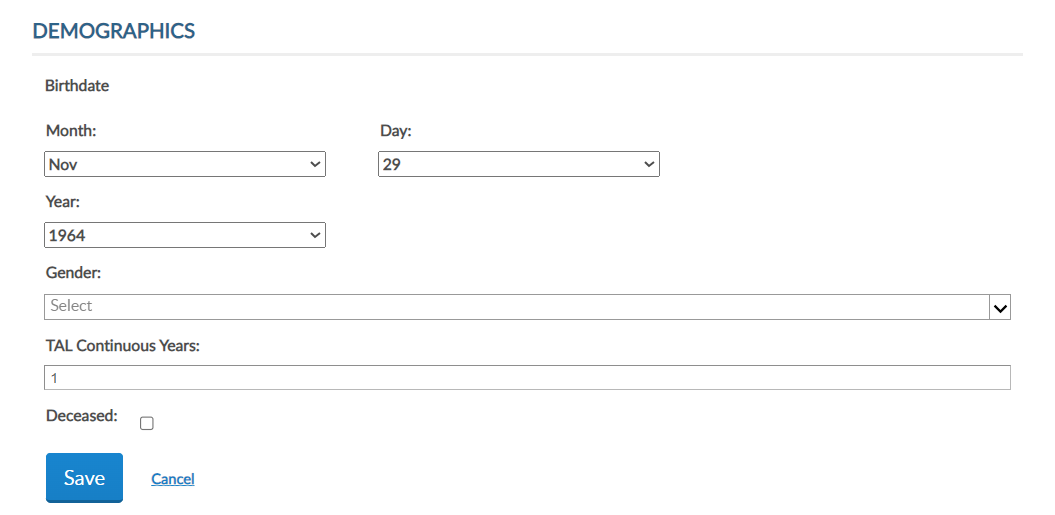 DEMOGRAPHICS
Birthdate
Month: Day:
Nov 29
Year:
1964
Gender:
Select
TAL Continuous Years:
1
Deceased:
Save Cancel